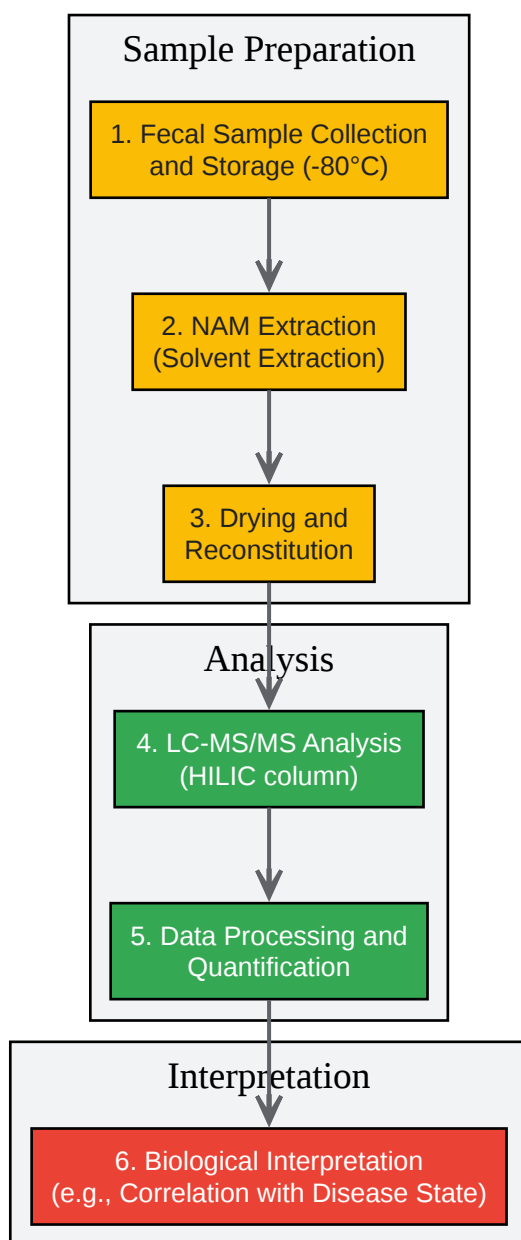 Sample Preparation
1. Fecal Sample Collection
and Storage (-80°C)
2. NAM Extraction
(Solvent Extraction)
3. Drying and
Reconstitution
Analysis
4. LC-MS/MS Analysis
(HILIC column)
5. Data Processing and
Quantification
Interpretation
6. Biological Interpretation
(e.g., Correlation with Disease State)